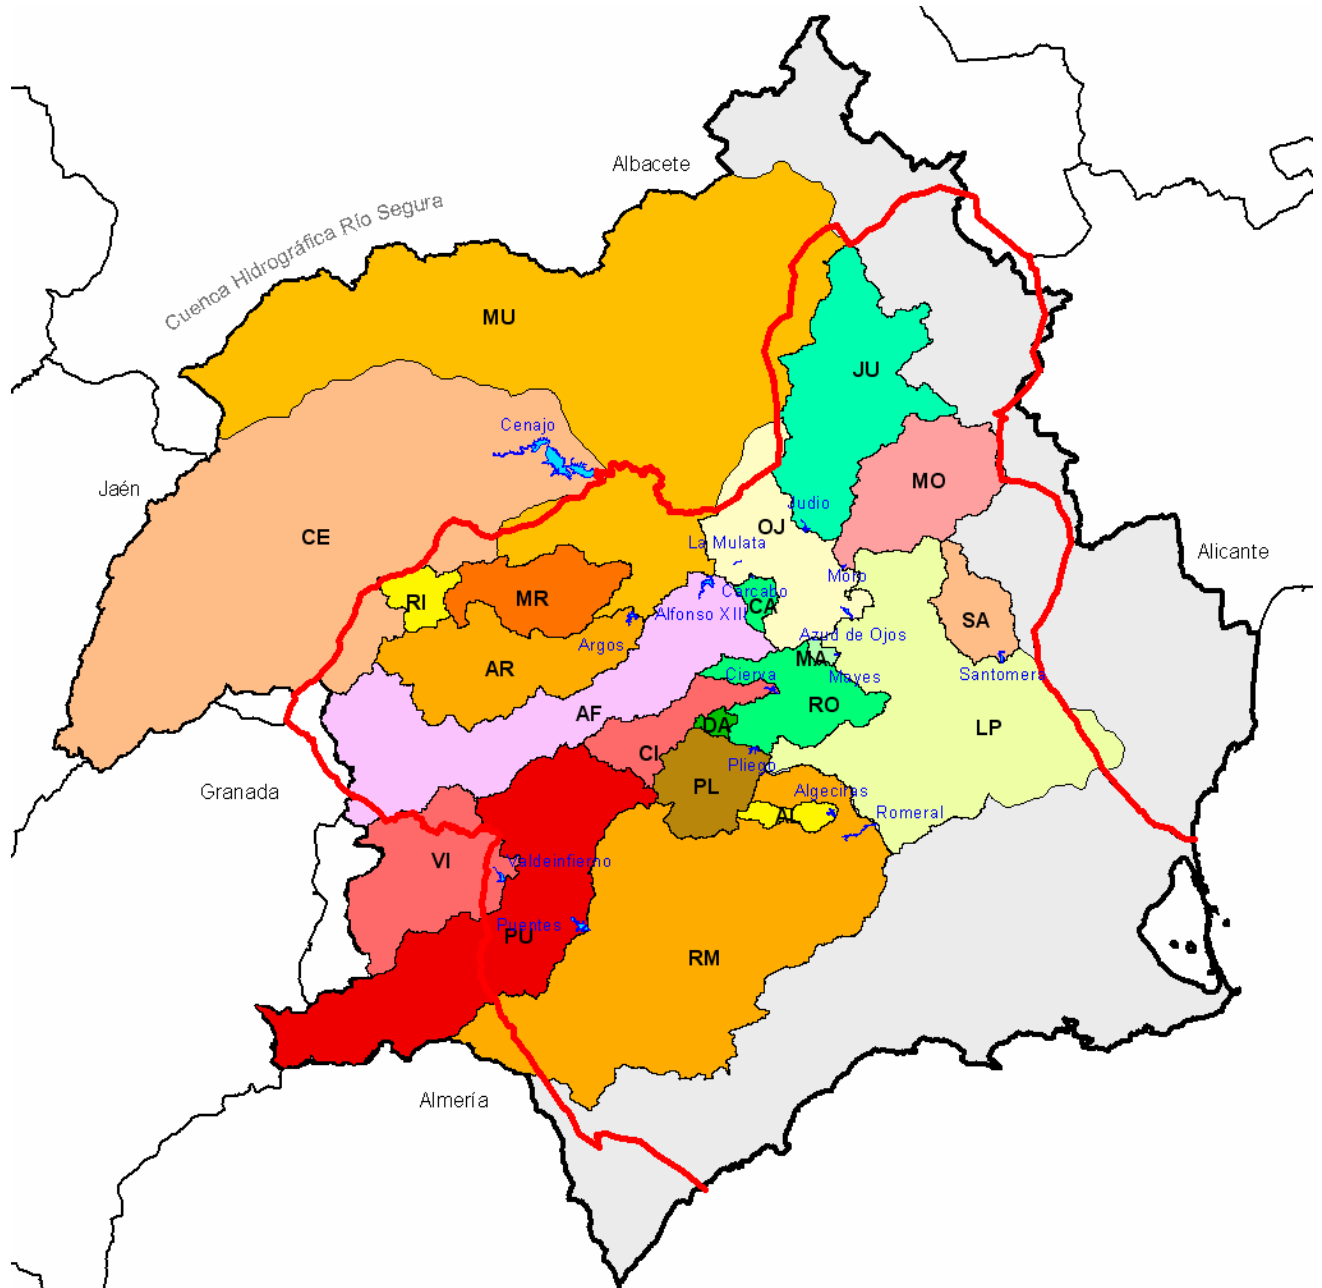 Albacete
Cuenca Hidrográfica Río Segura
MU
JU
Cenajo
Jaén
MO
CE
Judío
OJ
La Mulata
Alicante
Moro
RI
MR
Cárcabo
CA
Alfonso XIII
SA
Argos
Azud de Ojos
AR
MA
Cierva
Mayes
Santomera
RO
AF
DA
LP
CI
Pliego
PL
Granada
Algeciras
AL
Romeral
VI
Valdeinfierno
Puentes
PU
RM
Almería